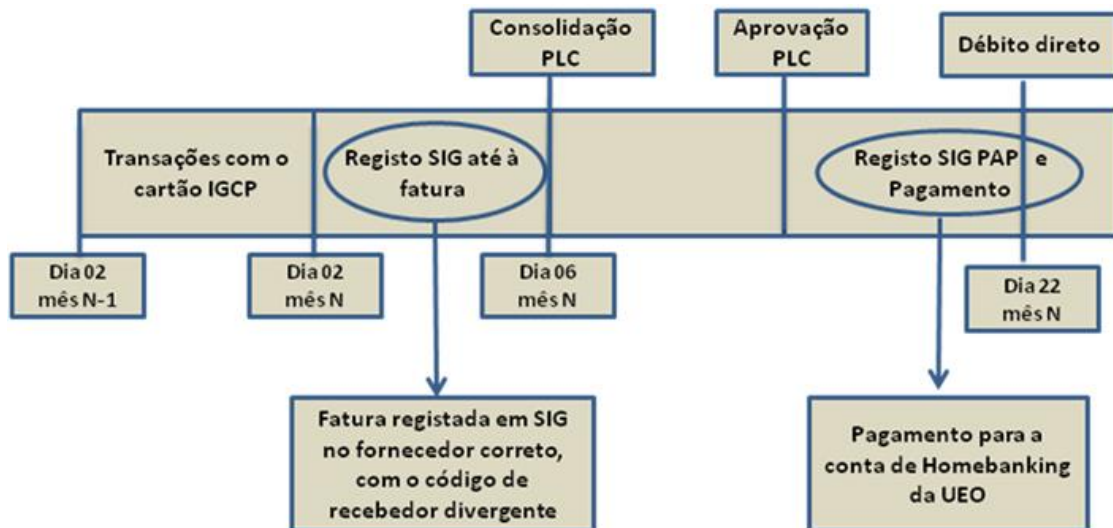 Consolidação
PLC
Aprovação
PLC
Débito direto
Transações com o
cartão IGCP
Registo SIG até à
fatura
Registo SIG PAP e
Pagamento
Dia 02
mês N-1
Dia 02
mês N
Dia 06
mês N
Dia 22
mês N
Fatura registada em SIG
no fornecedor correto,
com o código de
recebedor divergente
Pagamento para a
conta de Homebanking
da UEO